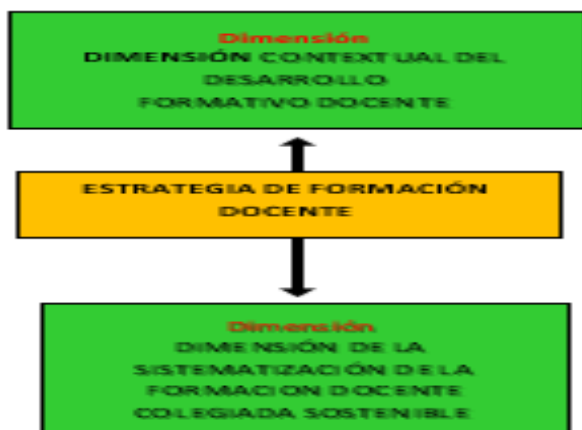 Dimensión
DIMENSIÓN CONTEXTUAL DEL
DESARROLLO
FORMATIVO DOCENTE
ESTRATEGIA DE FORMACIÓN
DOCENTE
Dimensión
DIMENSIÓN DE LA
SISTEMATIZACIÓN DE LA
FORMACION DOCENTE
COLEGIADA SOSTENIBLE